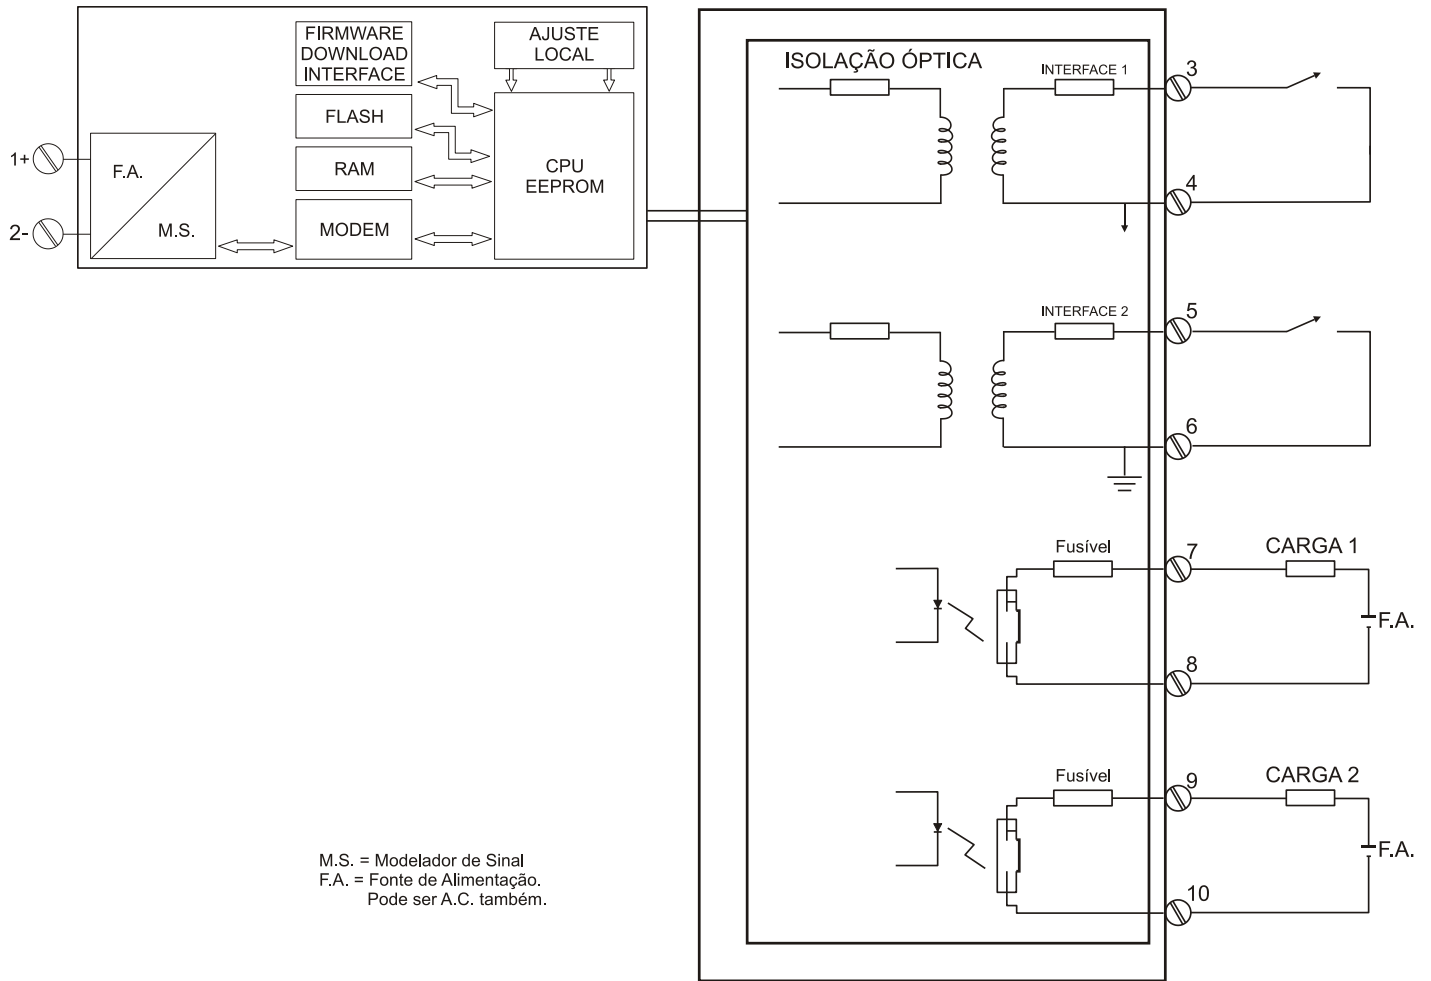 FIRMWARE
DOWNLOAD
INTERFACE
AJUSTE
LOCAL
FLASH
RAM
MODEM
CPU
EEPROM
1+
2-
F.A.
M.S.
ISOLAÇÃO ÓPTICA
INTERFACE 1
3
4
INTERFACE 2
5
6
Fusível
7
CARGA 1
F.A.
8
Fusível
9
CARGA 2
F.A.
10
M.S. = Modelador de Sinal
F.A. = Fonte de Alimentação.
Pode ser A.C. também.